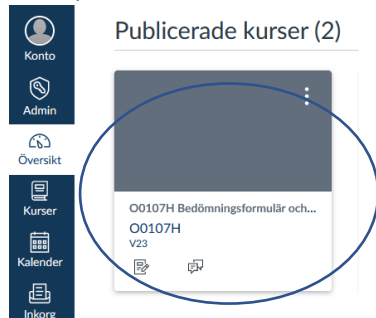 Publicerade kurser (2)
Konto
Admin
Översikt
Kurser
Kalender
Inkorg
O0107H Bedömningsformulär och...
O0107H
V23